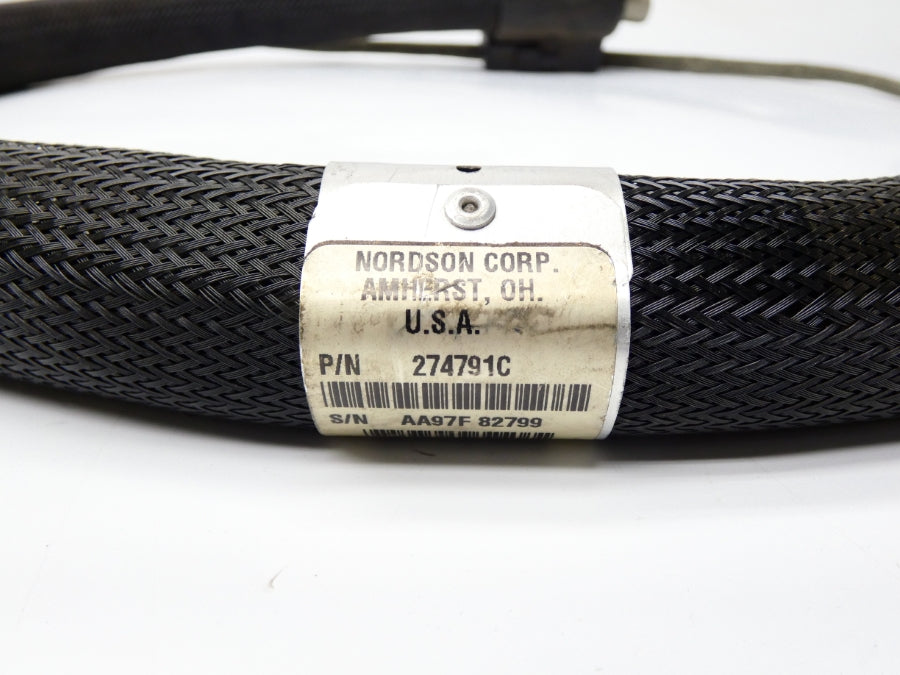 NORDSON CORP.
AMHERST, OH.
U.S.A.
P/N 274791C
S/N AA97F 82799